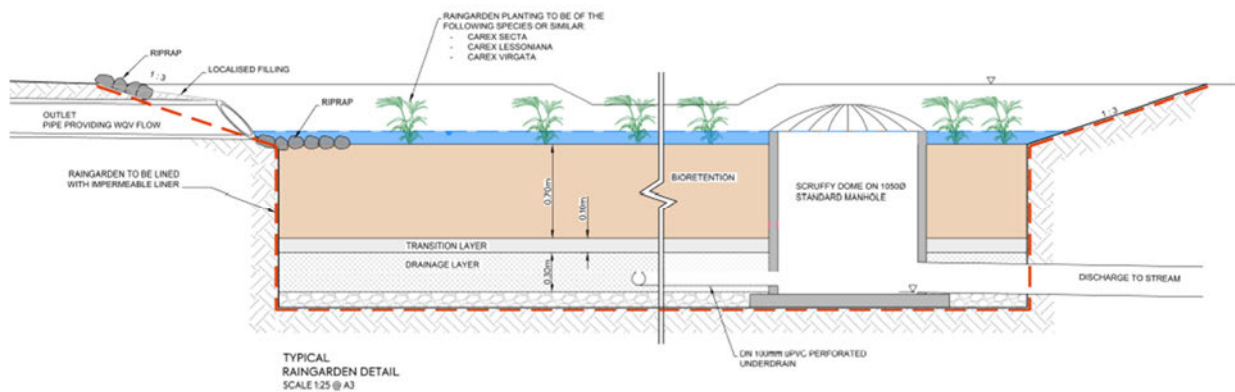 RAINGARDEN PLANTING TO BE OF THE
FOLLOWING SPECIES OR SIMILAR:
- CAREX SECTA
- CAREX LESSONIANA
- CAREX VIRGATA
RIPRAP
1 : 3
LOCALISED FILLING
RIPRAP
OUTLET
PIPE PROVIDING WQV FLOW
1:3
RAINGARDEN TO BE LINED
WITH IMPERMEABLE LINER
0.70m
0.10m
BIORETENTION
SCRUFFY DOME ON 1050Ø
STANDARD MANHOLE
TRANSITION LAYER
DRAINAGE LAYER
0.30m
DISCHARGE TO STREAM
DN 100mm uPVC PERFORATED
UNDERDRAIN
TYPICAL
RAINGARDEN DETAIL
SCALE 1:25 @ A3